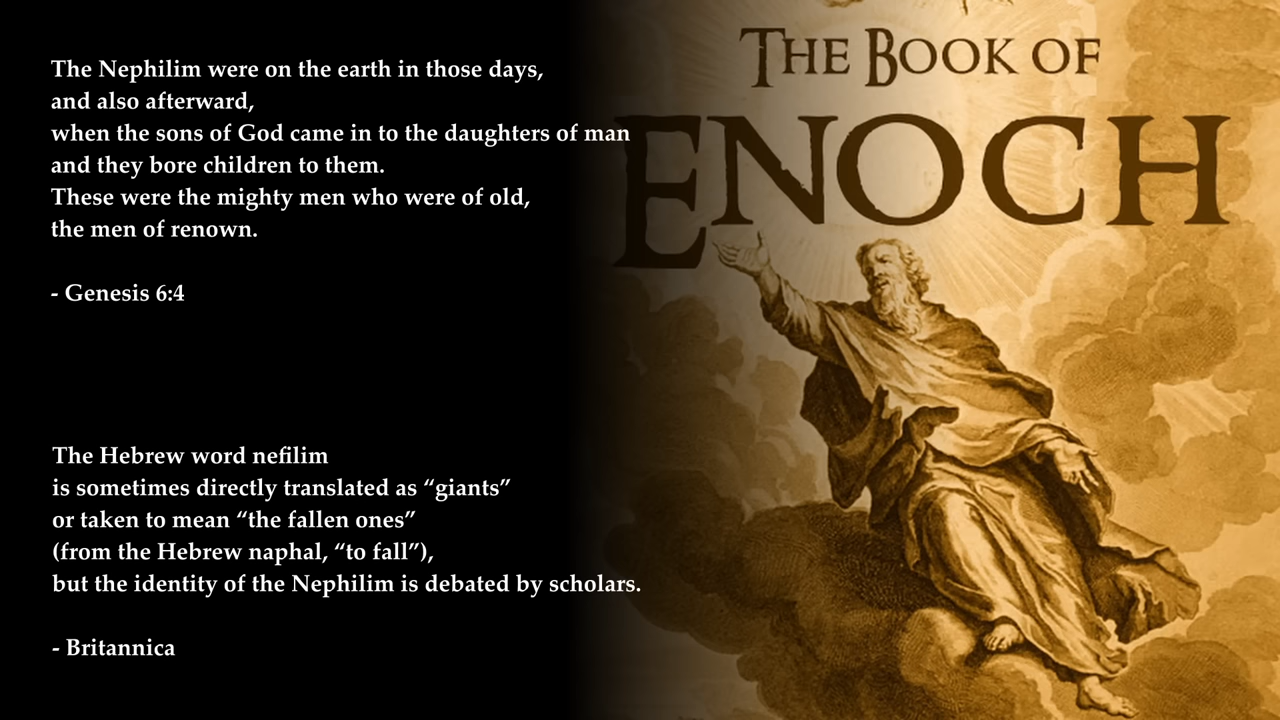 The Nephilim were on the earth in those days,
and also afterward,
when the sons of God came in to the daughters of man
and they bore children to them.
These were the mighty men who were of old,
the men of renown.
- Genesis 6:4
The Hebrew word nefilim
is sometimes directly translated as “giants”
or taken to mean “the fallen ones”
(from the Hebrew naphal, “to fall”),
but the identity of the Nephilim is debated by scholars.
- Britannica
The Book of
Enoch